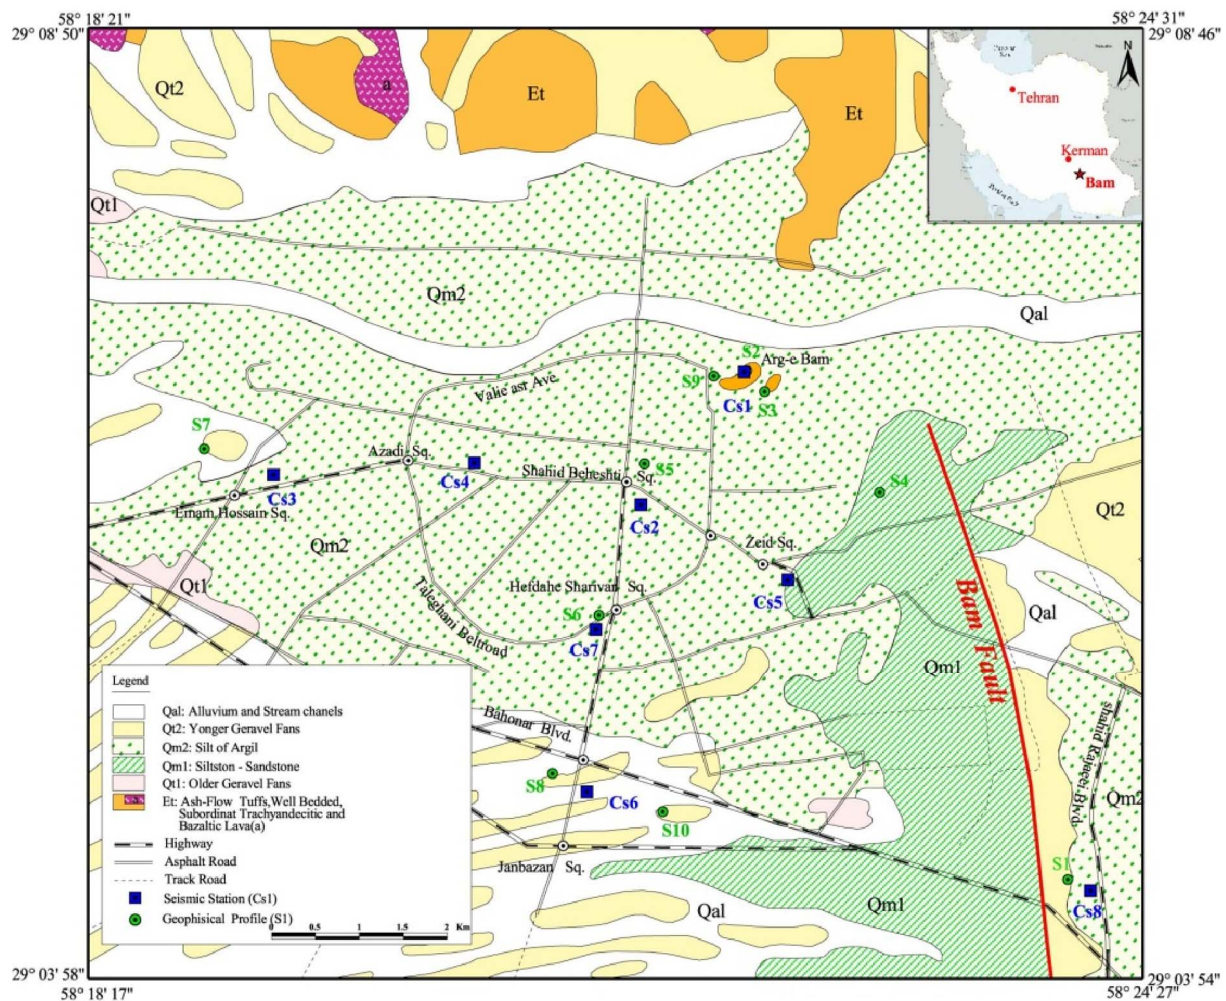 58° 18' 21"
58° 24' 31"
29° 08' 50"
29° 08' 46"
N
Tehran
Kerman
Bam
Qt2
a
Et
Et
Qt1
Qm2
Qal
S2
Arg-e Bam
S9
S3
Cs1
Valie asr Ave.
S7
Azadi Sq.
Cs4
Shahid Beheshti Sq.
S5
S4
Cs3
Emam Hossain Sq.
Cs2
Qt2
Qm2
Zeid Sq.
Qt1
Hefdahe Sharivar Sq.
Cs5
S6
Cs7
Taleghani Beltroad
Bam Fault
Qal
Qm1
Legend
Qal: Alluvium and Stream chanels
Qt2: Yonger Geravel Fans
Qm2: Silt of Argil
Qm1: Siltston - Sandstone
Qt1: Older Geravel Fans
Et: Ash-Flow Tuffs,Well Bedded,
Subordinat Trachyandecitic and
Bazaltic Lava(a)
Highway
Asphalt Road
Track Road
Seismic Station (Cs1)
Geophisical Profile (S1)
0 0.5 1 1.5 2 Km
Bahonar Blvd.
shahid Rajaeei Blvd.
Qm2
S8
Cs6
S10
Janbazan Sq.
S1
Cs8
Qal
Qm1
29° 03' 58"
29° 03' 54"
58° 18' 17"
58° 24' 27"